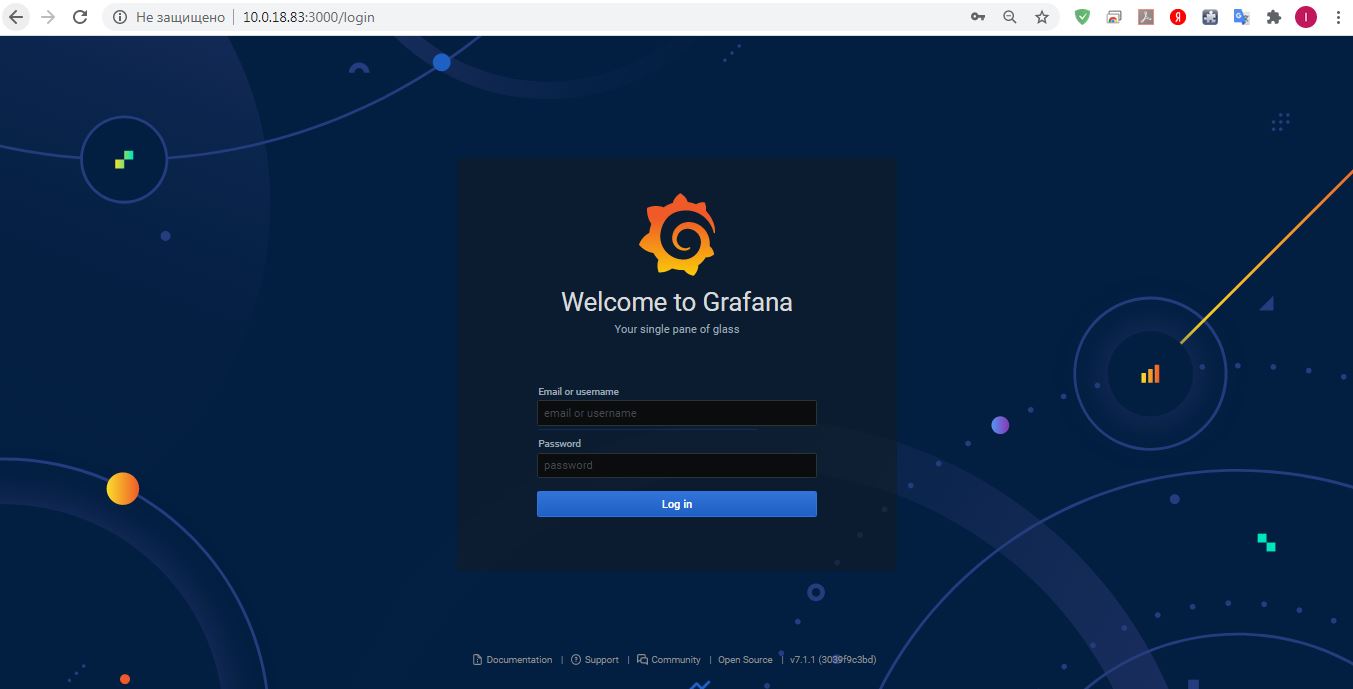 Не защищено 10.0.18.83:3000/login
Welcome to Grafana
Your single pane of glass
Email or username
email or username
Password
password
Log in
Documentation | Support | Community | Open Source | v7.1.1 (3039f9c3bd)